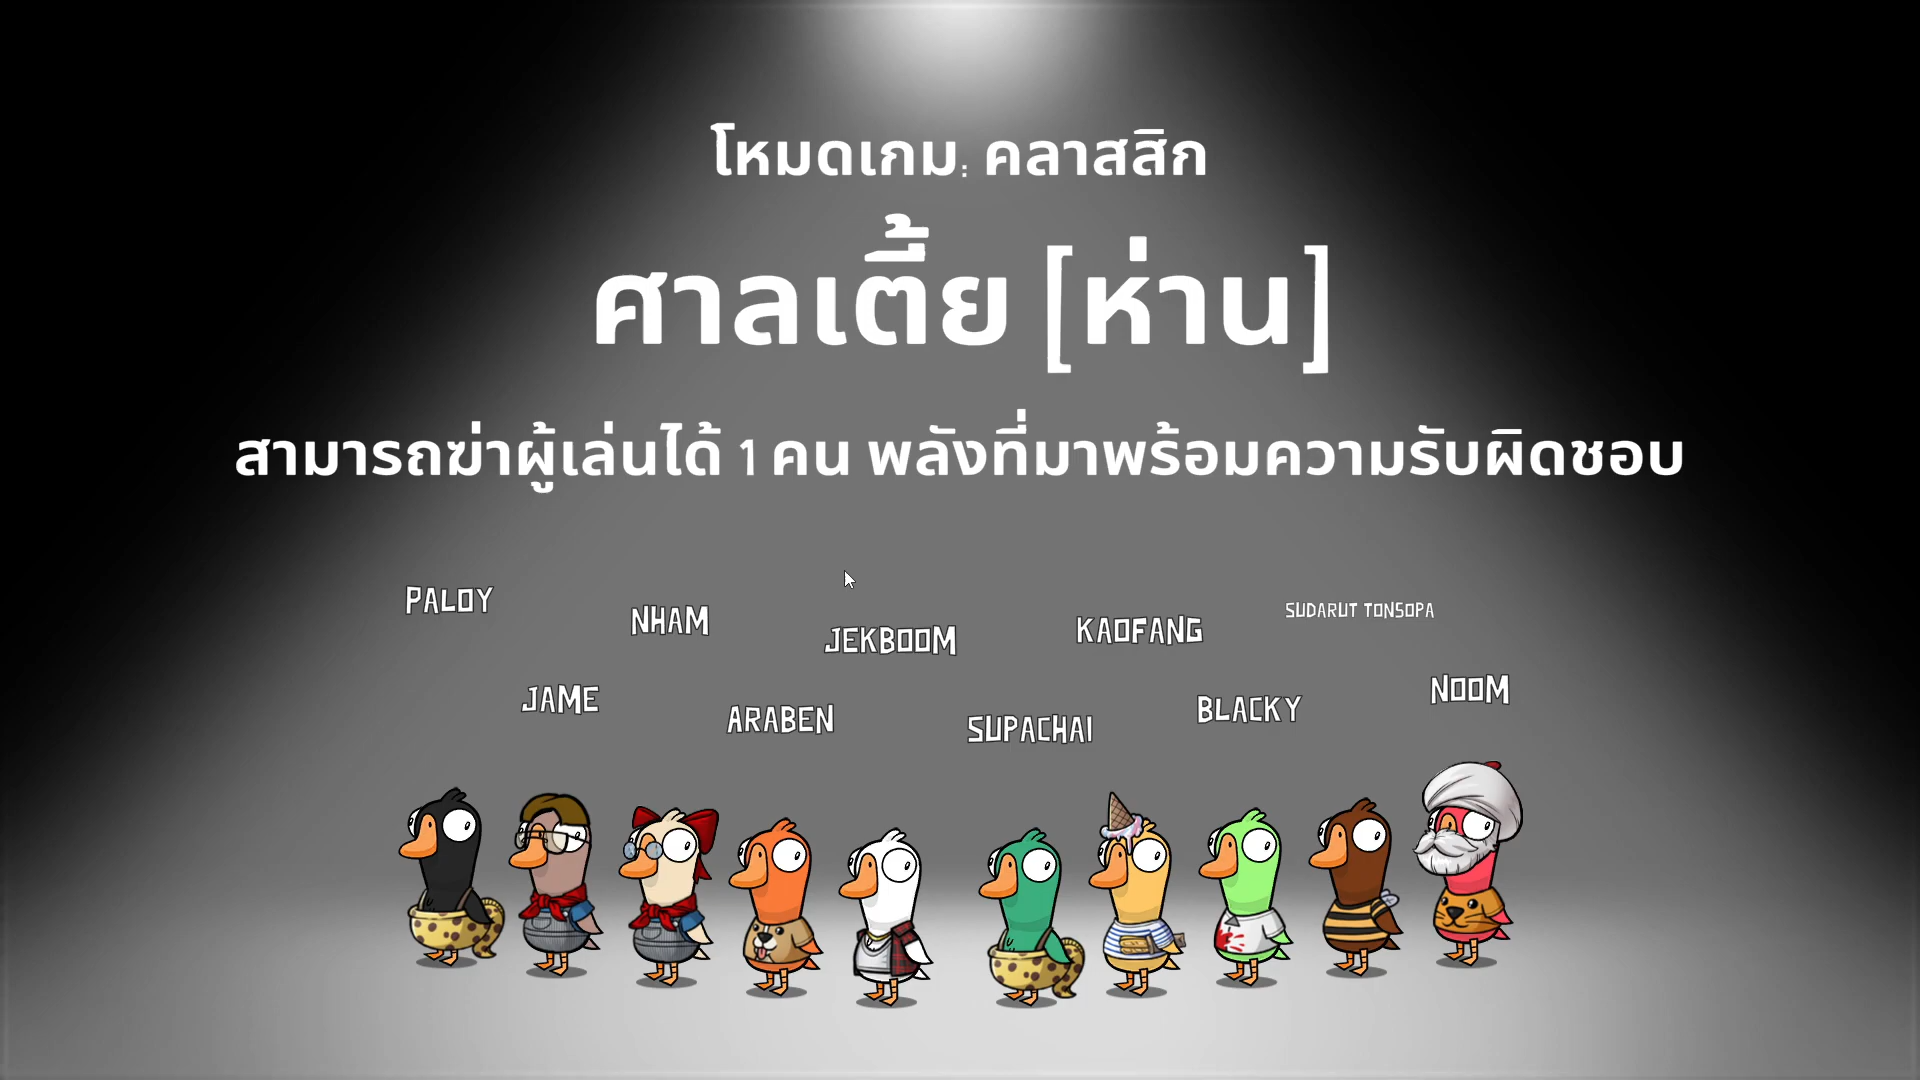 โหมดเกม: คลาสสิก
ศาลเตี้ย [ห่าน]
สามารถฆ่าผู้เล่นได้ 1 คน พลังที่มาพร้อมความรับผิดชอบ
PALOY
NHAM
JEKBOOM
KAOFANG
SUDARUT TONSOPA
JAME
ARABEN
SUPACHAI
BLACKY
NOOM